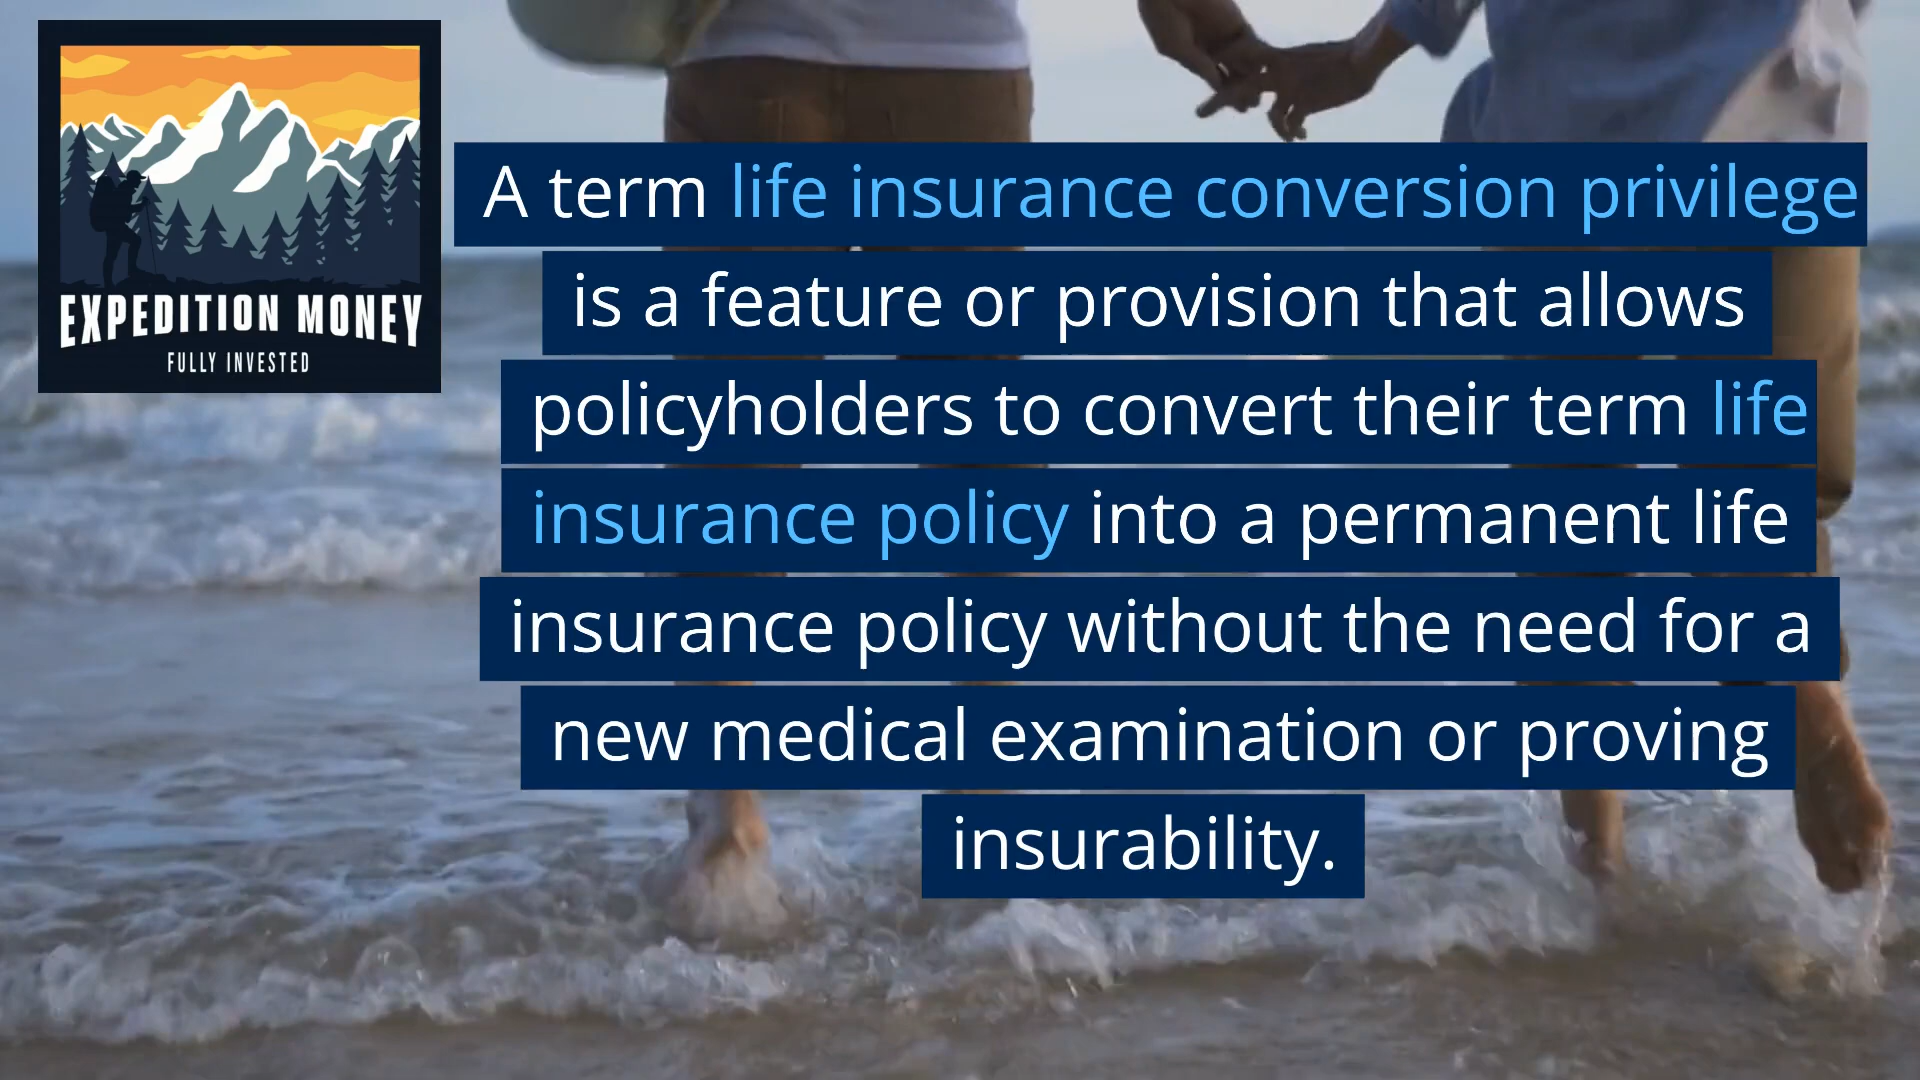 EXPEDITION MONEY
FULLY INVESTED
A term life insurance conversion privilege
is a feature or provision that allows
policyholders to convert their term life
insurance policy into a permanent life
insurance policy without the need for a
new medical examination or proving
insurability.